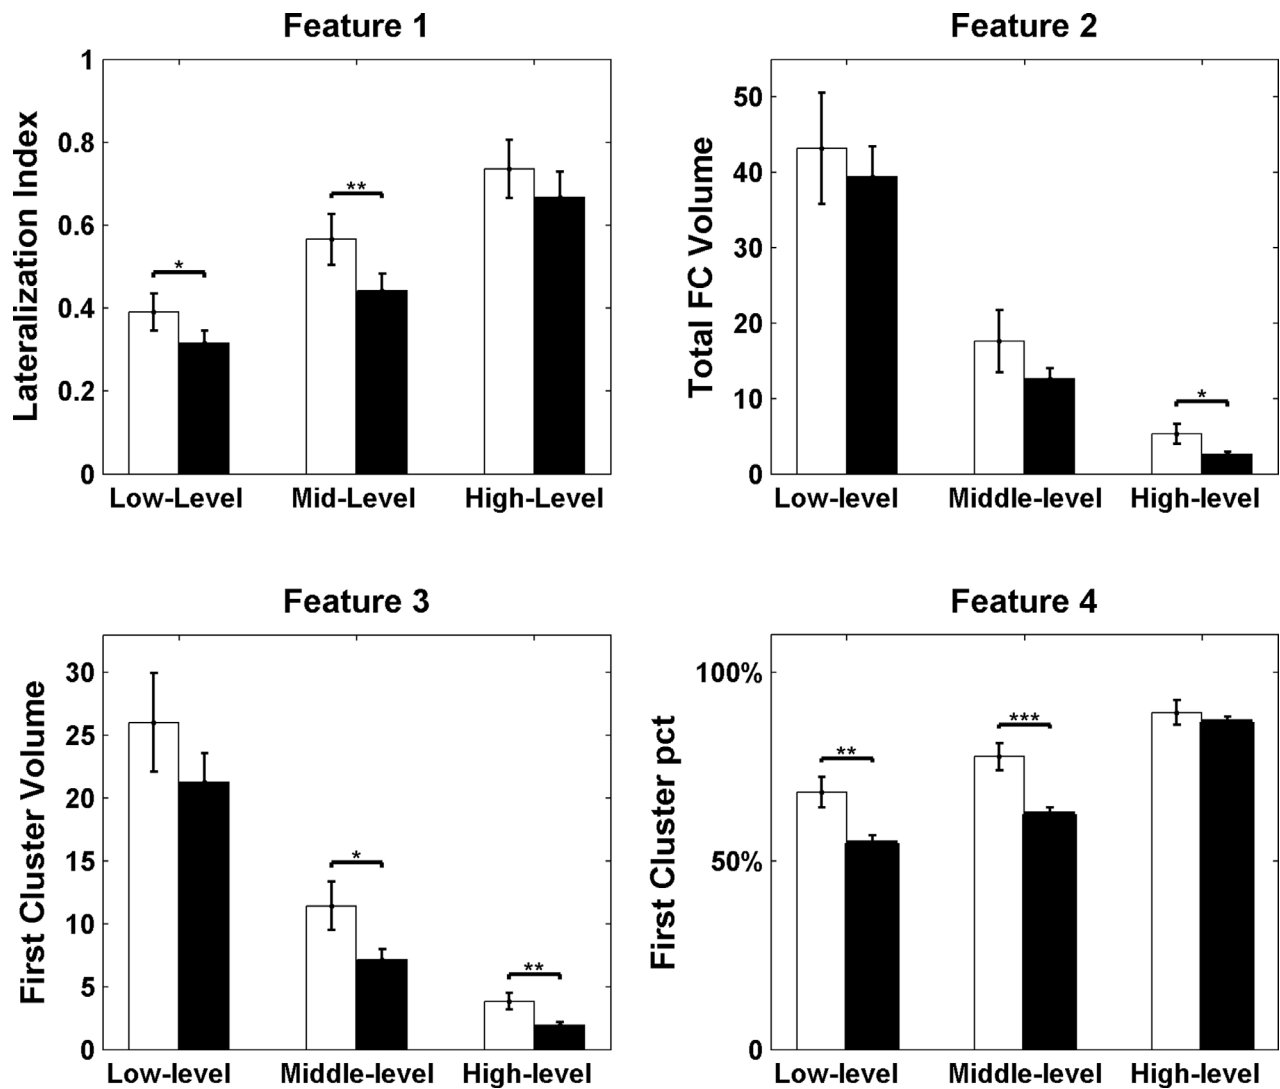 Feature 1
Lateralization Index
1
0.8
0.6
0.4
0.2
0
*
**
Low-Level Mid-Level High-Level
Feature 2
Total FC Volume
50
40
30
20
10
0
*
Low-level Middle-level High-level
Feature 3
First Cluster Volume
30
25
20
15
10
5
0
*
**
Low-level Middle-level High-level
Feature 4
First Cluster pct
100%
50%
0
**
***
Low-level Middle-level High-level